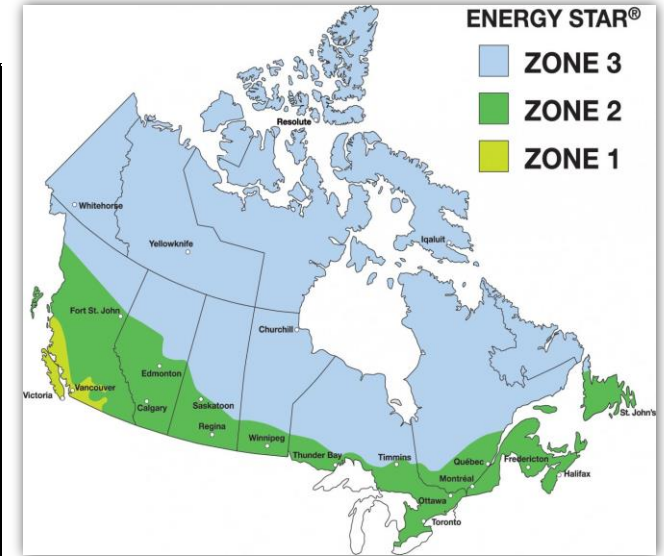 ENERGY STAR®
ZONE 3
ZONE 2
ZONE 1
Resolute
Whitehorse
Yellowknife
Iqaluit
Fort St. John
Churchill
Edmonton
Vancouver
Victoria
Calgary
Saskatoon
Regina
Winnipeg
Thunder Bay
Timmins
Québec
Fredericton
St. John's
Montréal
Halifax
Ottawa
Toronto